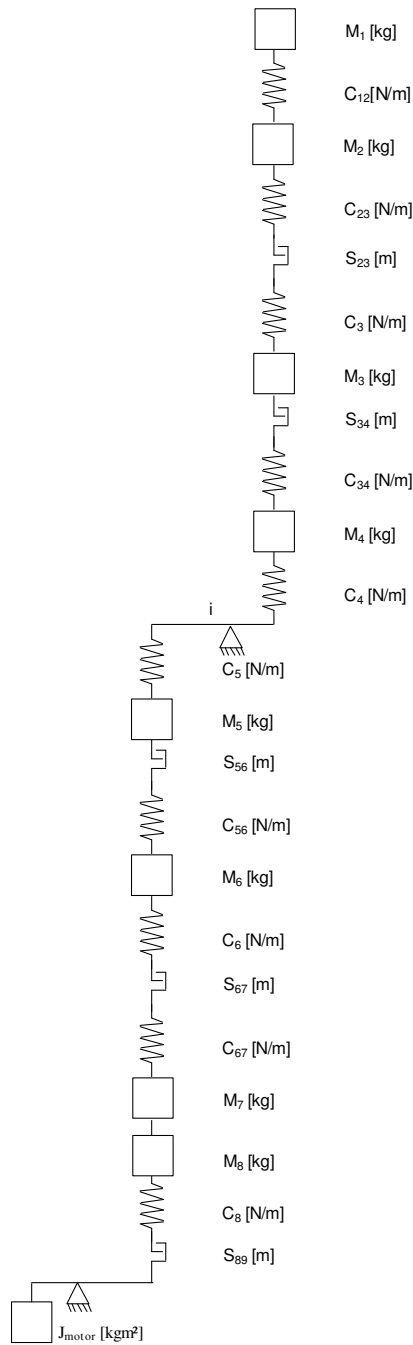 M₁ [kg]
C₁₂[N/m]
M₂ [kg]
C₂₃ [N/m]
S₂₃ [m]
C₃ [N/m]
M₃ [kg]
S₃₄ [m]
C₃₄ [N/m]
M₄ [kg]
C₄ [N/m]
i
C₅ [N/m]
M₅ [kg]
S₅₆ [m]
C₅₆ [N/m]
M₆ [kg]
C₆ [N/m]
S₆₇ [m]
C₆₇ [N/m]
M₇ [kg]
M₈ [kg]
C₈ [N/m]
S₈₉ [m]
Jmotor [kgm²]